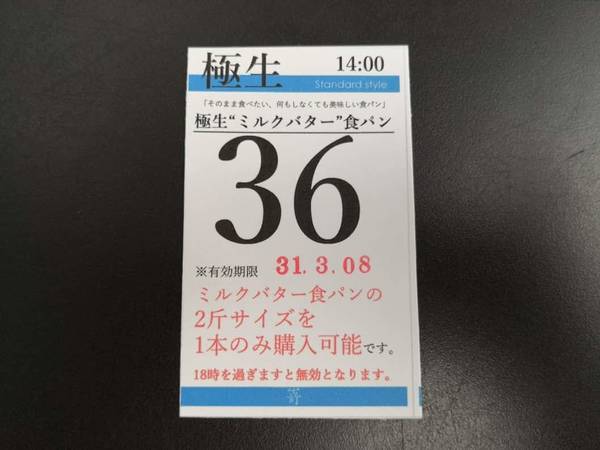 極生 14:00
Standard style
「そのまま食べたい、何もしなくても美味しい食パン」
極生“ミルクバター”食パン
36
※有効期限 31. 3. 08
ミルクバター食パンの
2斤サイズを
1本のみ購入可能です。
18時を過ぎますと無効となります。